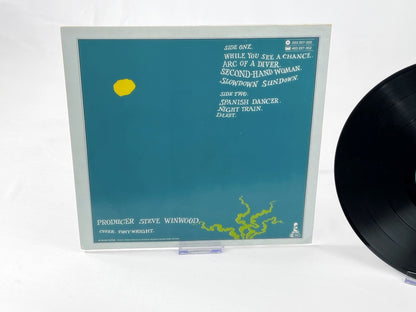 SIDE ONE.
WHILE YOU SEE A CHANCE.
ARC OF A DIVER.
SECOND-HAND WOMAN.
SLOWDOWN SUNDOWN.
SIDE TWO.
SPANISH DANCER.
NIGHT TRAIN.
DUST.
PRODUCER STEVE WINWOOD.
COVER. TONY WRIGHT.